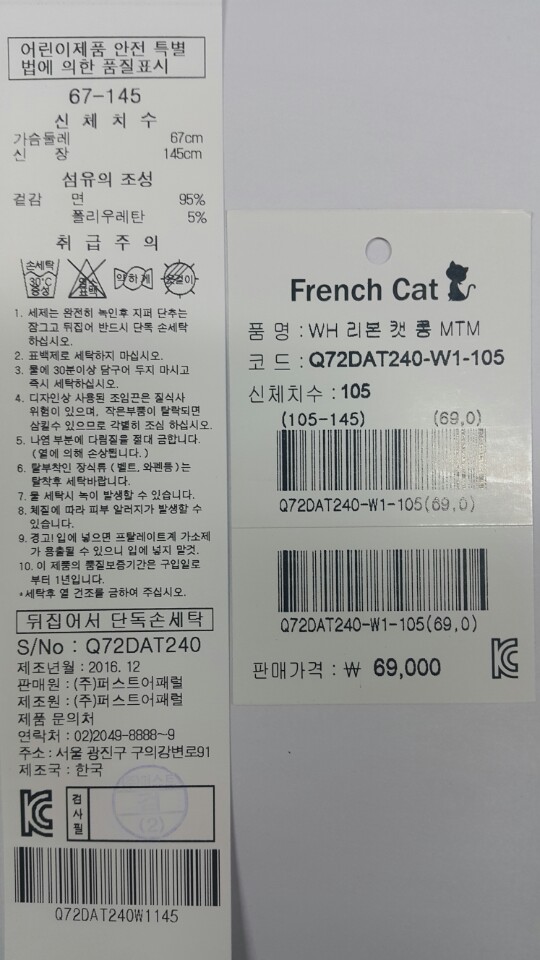 어린이제품 안전 특별
법에 의한 품질표시
67-145
신 체 치 수
가슴둘레 67cm
신 장 145cm
섬유의 조성
겉감 면 95%
폴리우레탄 5%
취 급 주 의
손세탁 30℃ 중성
염소 표백
약하게
옷걸이
1. 세제는 완전히 녹인후 지퍼 단추는
잠그고 뒤집어 반드시 단독 손세탁
하십시오.
2. 표백제로 세탁하지 마십시오.
3. 물에 30분이상 담구어 두지 마시고
즉시 세탁하십시오.
4. 디자인상 사용된 조임끈은 질식사
위험이 있으며, 작은부품이 탈락되면
삼킬수 있으므로 각별히 조심 하십시오.
5. 나염 부분에 다림질을 절대 금합니다.
(열에 의해 손상됩니다.)
6. 탈부착인 장식류(벨트, 와펜품)는
탈착후 세탁바랍니다.
7. 물 세탁시 녹이 발생할 수 있습니다.
8. 체질에 따라 피부 알러지가 발생할 수
있습니다.
9. 경고! 입에 넣으면 프탈레이트계 가소제
가 용출될 수 있으니 입에 넣지 말것.
10. 이 제품의 품질보증기간은 구입일로
부터 1년입니다.
*세탁후 열 건조를 금하여 주십시오.
뒤집어서 단독손세탁
S/No : Q72DAT240
제조년월 : 2016. 12
판매원 : (주)퍼스트어패럴
제조원 : (주)퍼스트어패럴
제품 문의처
연락처 : 02)2049-8888~9
주소 : 서울 광진구 구의강변로91
제조국 : 한국
KC
검사필
(2)
Q72DAT240W1145
French Cat
품 명 : WH 리본 캣 롱 MTM
코 드 : Q72DAT240-W1-105
신체치수 : 105
(105-145) (69,0)
Q72DAT240-W1-105(69,0)
Q72DAT240-W1-105(69,0)
판매가격 : ₩ 69,000
KC